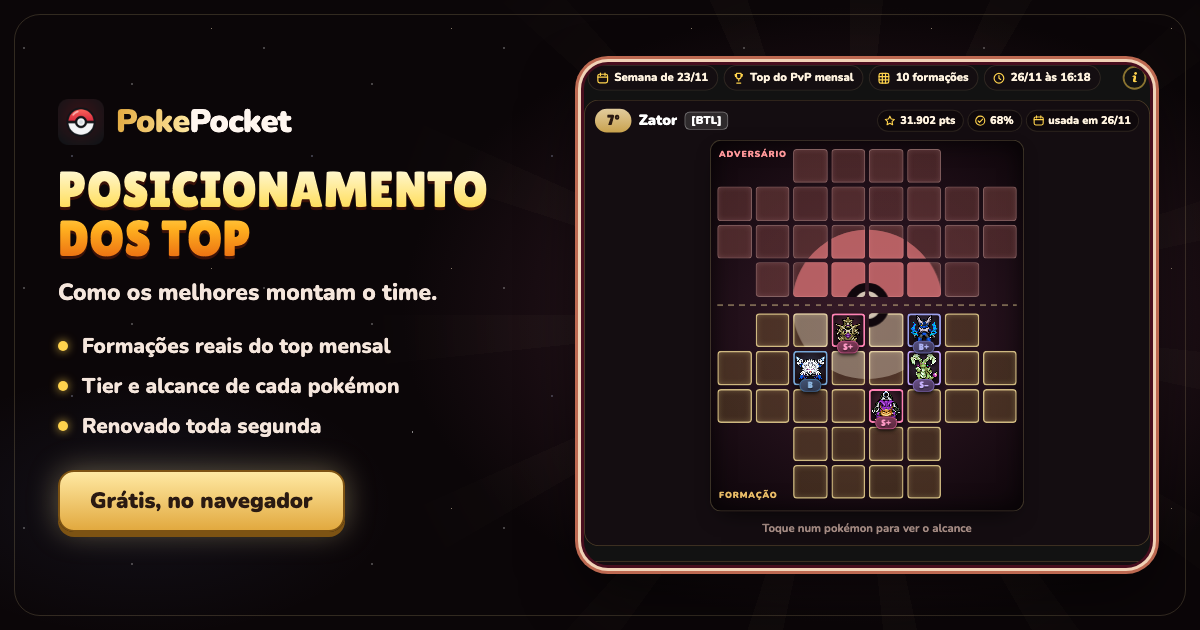 PokePocket
POSICIONAMENTO
DOS TOP
Como os melhores montam o time.
Formações reais do top mensal
Tier e alcance de cada pokémon
Renovado toda segunda
Grátis, no navegador
Semana de 23/11
Top do PvP mensal
10 formações
26/11 às 16:18
i
7º
Zator
[BTL]
31.902 pts
68%
usada em 26/11
ADVERSÁRIO
S+
B+
B
S-
S+
FORMAÇÃO
Toque num pokémon para ver o alcance